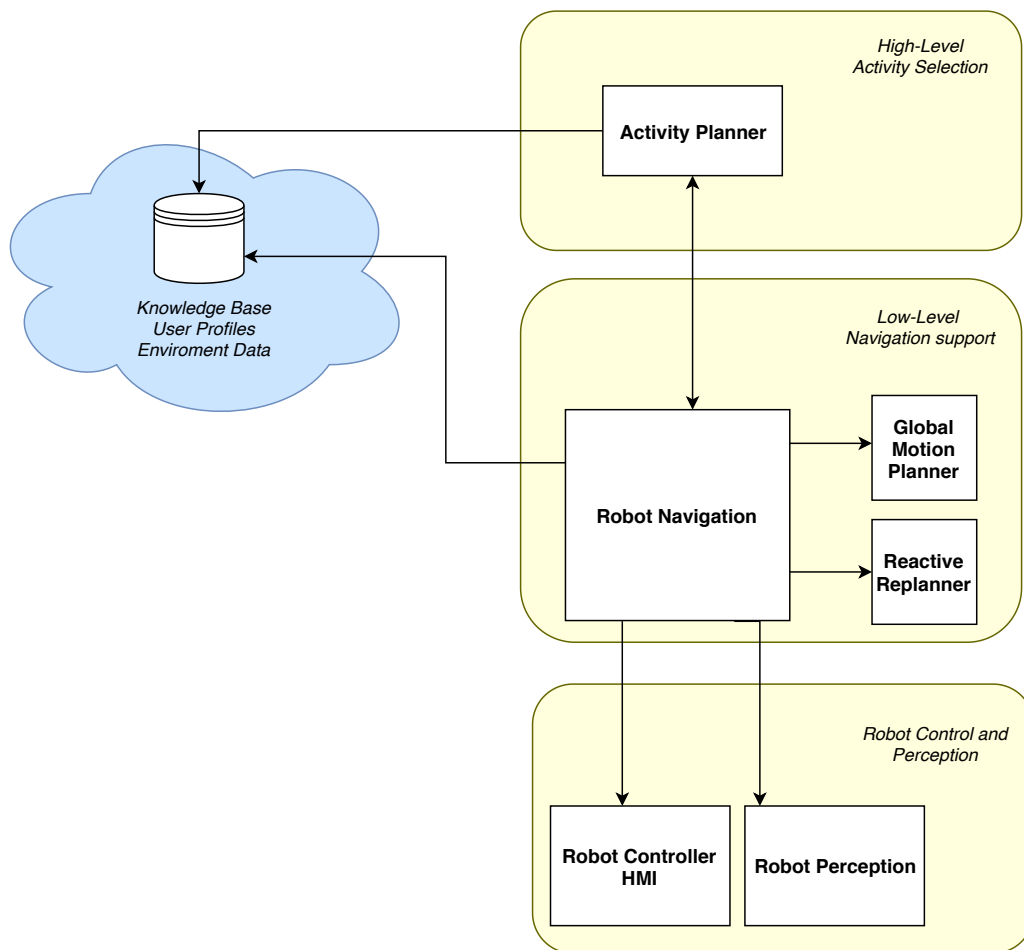 High-Level
Activity Selection
Activity Planner
Knowledge Base
User Profiles
Enviroment Data
Low-Level
Navigation support
Global
Motion
Planner
Robot Navigation
Reactive
Replanner
Robot Control and
Perception
Robot Controller
HMI
Robot Perception